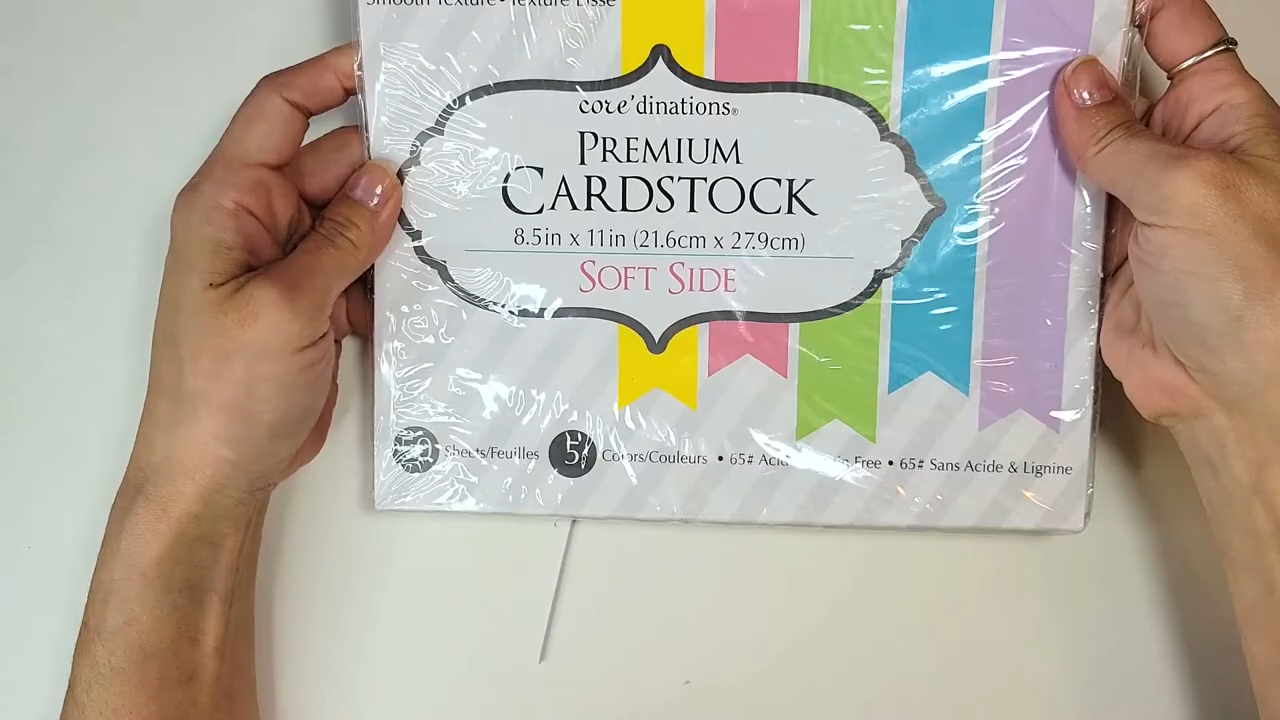 Smooth Texture • Texture Lisse
core'dinations®
PREMIUM
CARDSTOCK
8.5in x 11in (21.6cm x 27.9cm)
SOFT SIDE
50 Sheets/Feuilles 5 Colors/Couleurs • 65# Acid Free • 65# Sans Acide & Lignine